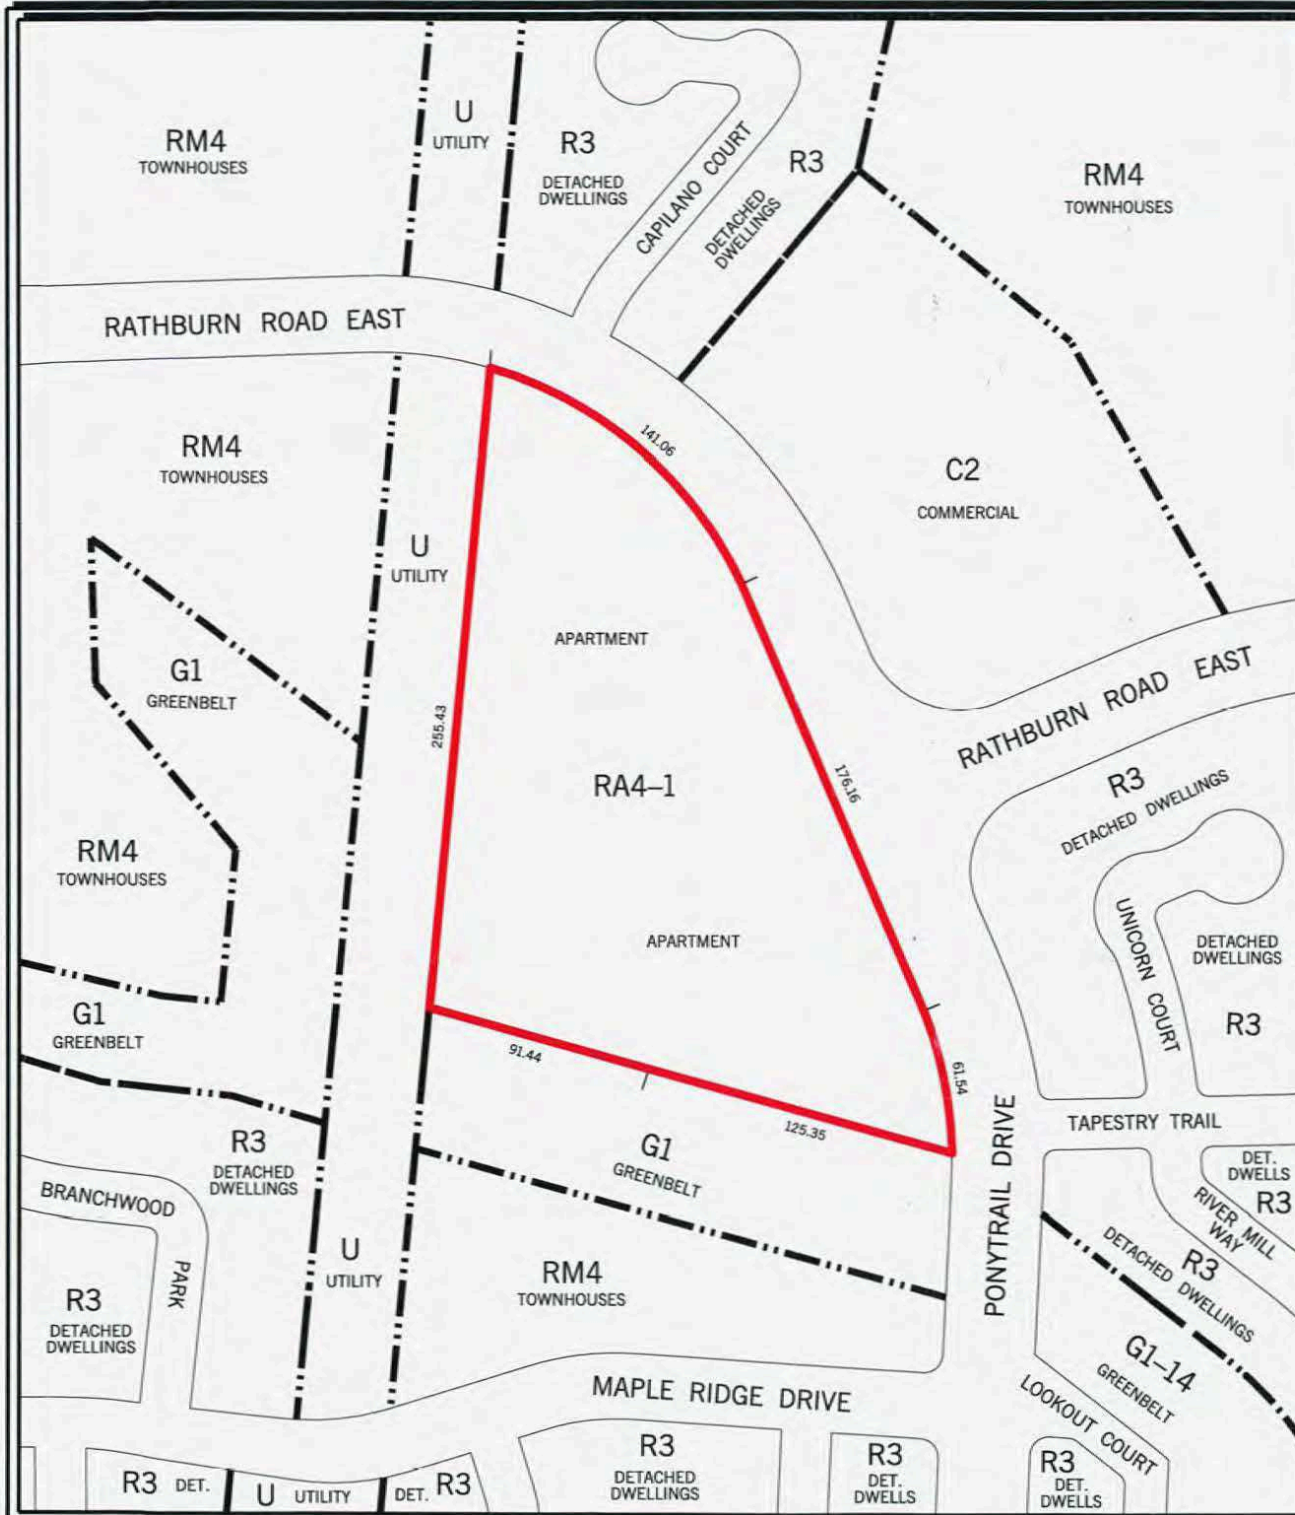 RM4
TOWNHOUSES
U
UTILITY
R3
DETACHED
DWELLINGS
CAPILANO COURT
R3
DETACHED
DWELLINGS
RM4
TOWNHOUSES
RATHBURN ROAD EAST
141.06
RM4
TOWNHOUSES
C2
COMMERCIAL
U
UTILITY
APARTMENT
G1
GREENBELT
255.43
RATHBURN ROAD EAST
RA4-1
176.16
R3
DETACHED DWELLINGS
RM4
TOWNHOUSES
APARTMENT
UNICORN COURT
DETACHED
DWELLINGS
R3
G1
GREENBELT
91.44
61.54
125.35
PONYTRAIL DRIVE
TAPESTRY TRAIL
R3
DETACHED
DWELLINGS
G1
GREENBELT
DET.
DWELLS
R3
RIVER MILL
WAY
BRANCHWOOD
PARK
U
UTILITY
RM4
TOWNHOUSES
R3
DETACHED DWELLINGS
R3
DETACHED
DWELLINGS
G1-14
GREENBELT
MAPLE RIDGE DRIVE
LOOKOUT COURT
R3 DET.
U UTILITY
DET. R3
R3
DETACHED
DWELLINGS
R3
DET.
DWELLS
R3
DET.
DWELLS